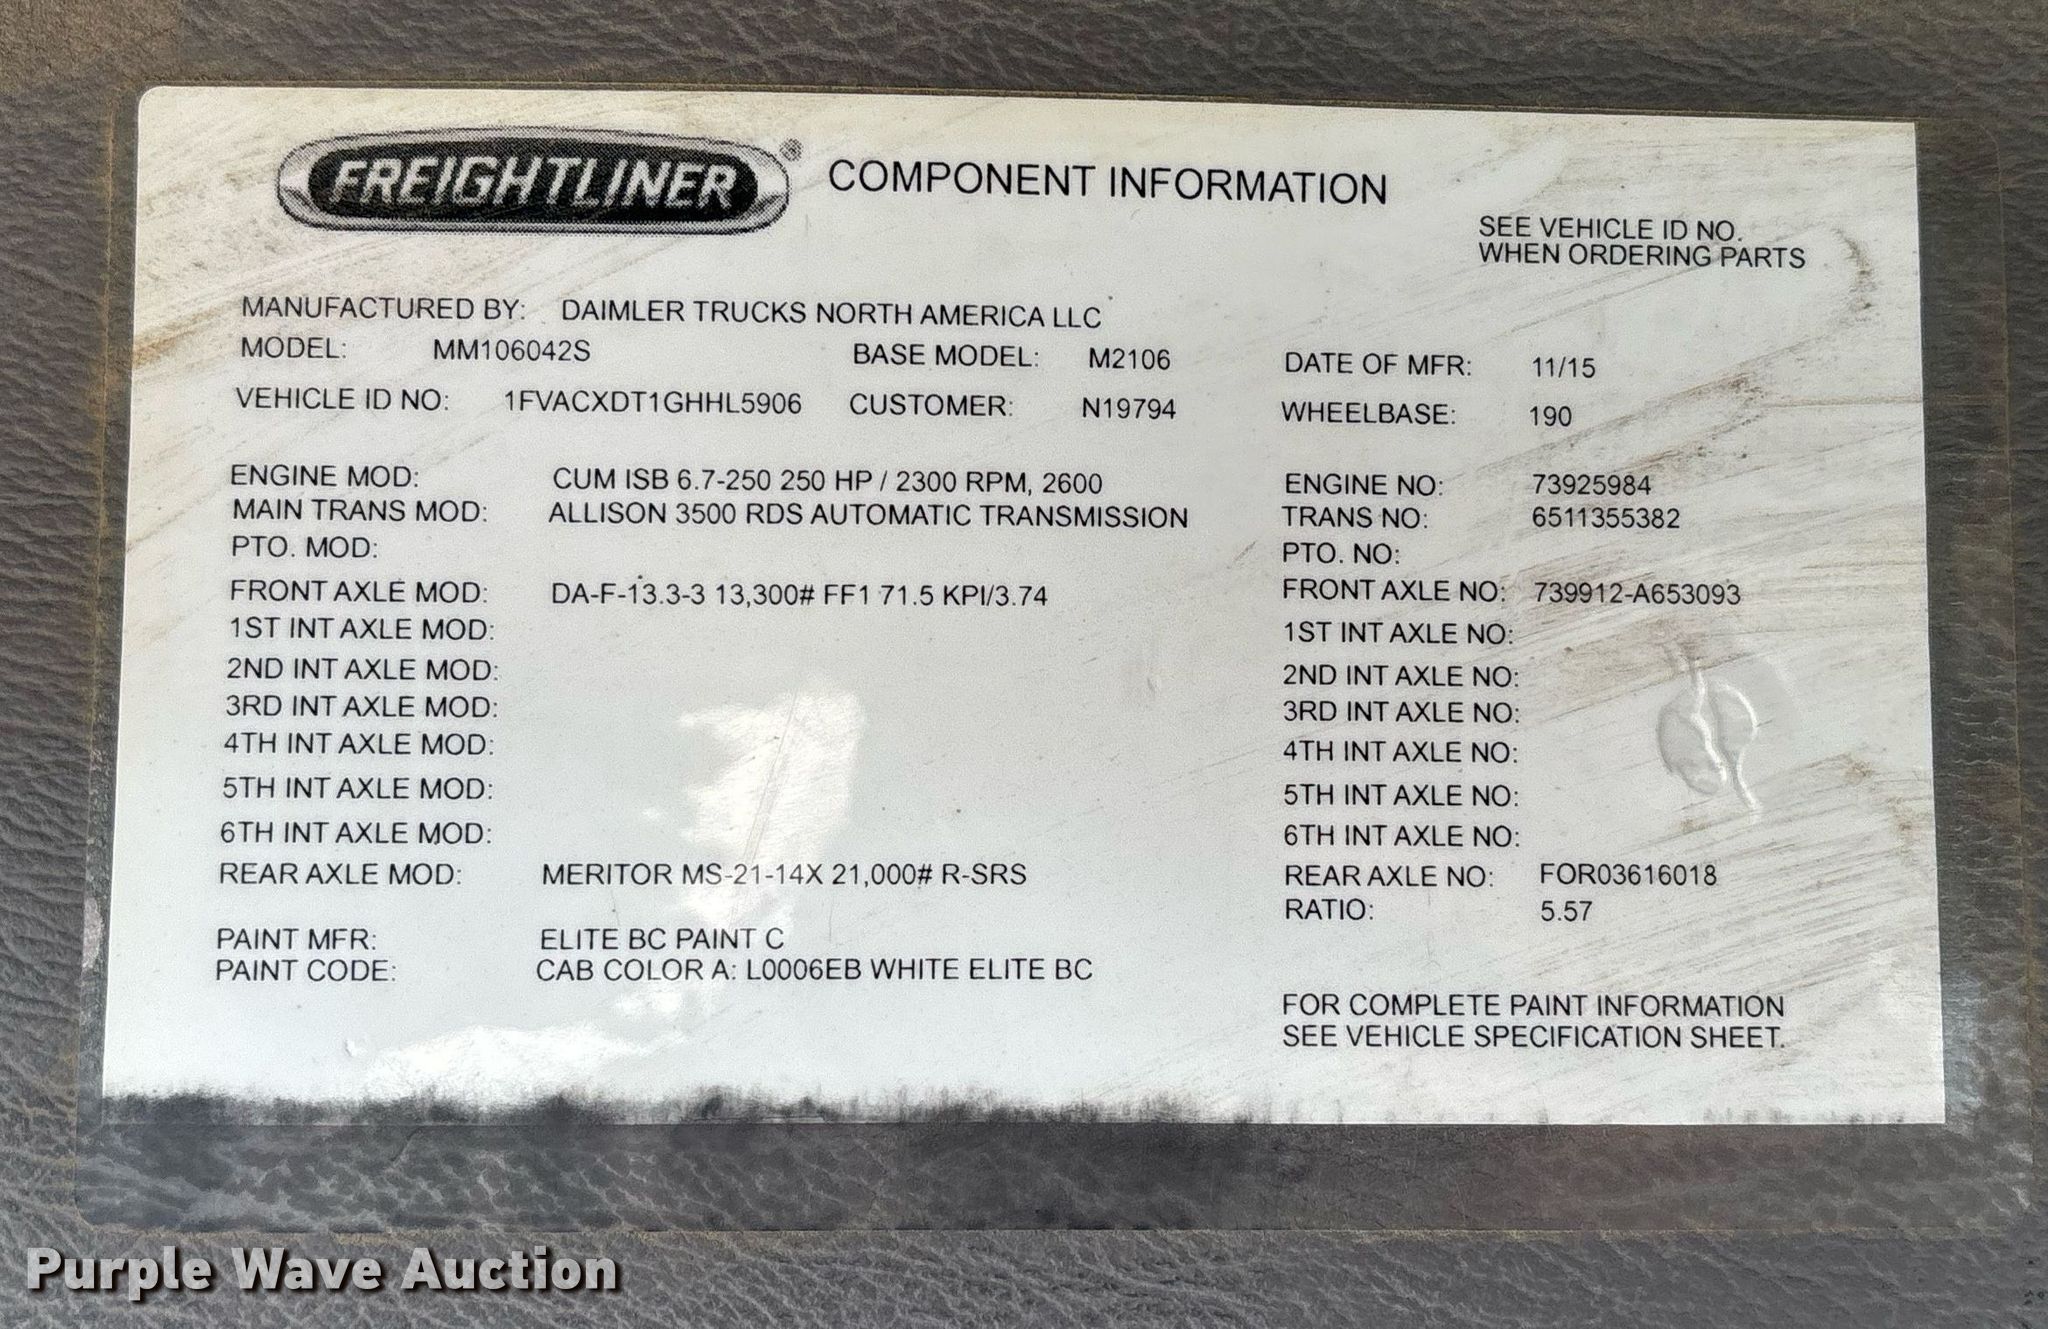 FREIGHTLINER ® COMPONENT INFORMATION
SEE VEHICLE ID NO.
WHEN ORDERING PARTS
MANUFACTURED BY: DAIMLER TRUCKS NORTH AMERICA LLC
MODEL: MM106042S BASE MODEL: M2106 DATE OF MFR: 11/15
VEHICLE ID NO: 1FVACXDT1GHHL5906 CUSTOMER: N19794 WHEELBASE: 190
ENGINE MOD: CUM ISB 6.7-250 250 HP / 2300 RPM, 2600 ENGINE NO: 73925984
MAIN TRANS MOD: ALLISON 3500 RDS AUTOMATIC TRANSMISSION TRANS NO: 6511355382
PTO. MOD: PTO. NO:
FRONT AXLE MOD: DA-F-13.3-3 13,300# FF1 71.5 KPI/3.74 FRONT AXLE NO: 739912-A653093
1ST INT AXLE MOD: 1ST INT AXLE NO:
2ND INT AXLE MOD: 2ND INT AXLE NO:
3RD INT AXLE MOD: 3RD INT AXLE NO:
4TH INT AXLE MOD: 4TH INT AXLE NO:
5TH INT AXLE MOD: 5TH INT AXLE NO:
6TH INT AXLE MOD: 6TH INT AXLE NO:
REAR AXLE MOD: MERITOR MS-21-14X 21,000# R-SRS REAR AXLE NO: FOR03616018
RATIO: 5.57
PAINT MFR: ELITE BC PAINT C
PAINT CODE: CAB COLOR A: L0006EB WHITE ELITE BC
FOR COMPLETE PAINT INFORMATION
SEE VEHICLE SPECIFICATION SHEET.
Purple Wave Auction